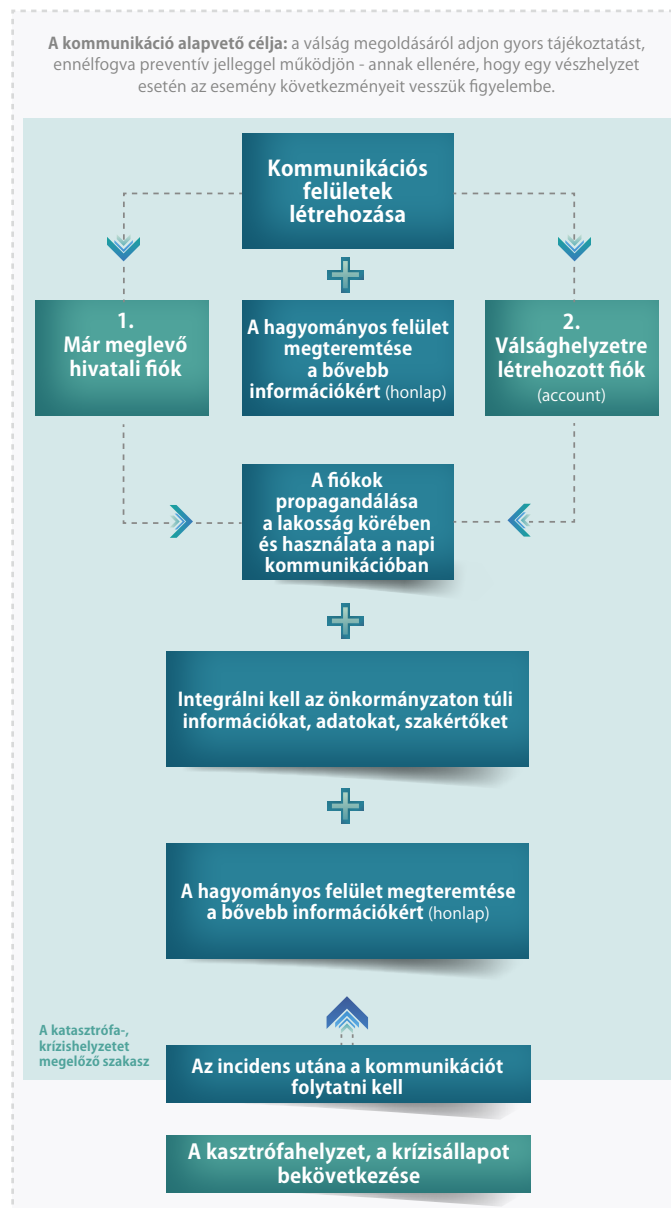 A kommunikáció alapvető célja: a válság megoldásáról adjon gyors tájékoztatást,
ennélfogva preventív jelleggel működjön - annak ellenére, hogy egy vészhelyzet
esetén az esemény következményeit vesszük figyelembe.
Kommunikációs
felületek
létrehozása
1.
Már meglevő
hivatali fiók
A hagyományos felület
megteremtése
a bővebb
információkért (honlap)
2.
Válsághelyzetre
létrehozott fiók
(account)
A fiókok
propagandálása
a lakosság körében
és használata a napi
kommunikációban
Integrálni kell az önkormányzaton túli
információkat, adatokat, szakértőket
A hagyományos felület megteremtése
a bővebb információkért (honlap)
A katasztrófa-,
krízishelyzetet
megelőző szakasz
Az incidens utána a kommunikációt
folytatni kell
A kasztrófahelyzet, a krízisállapot
bekövetkezése